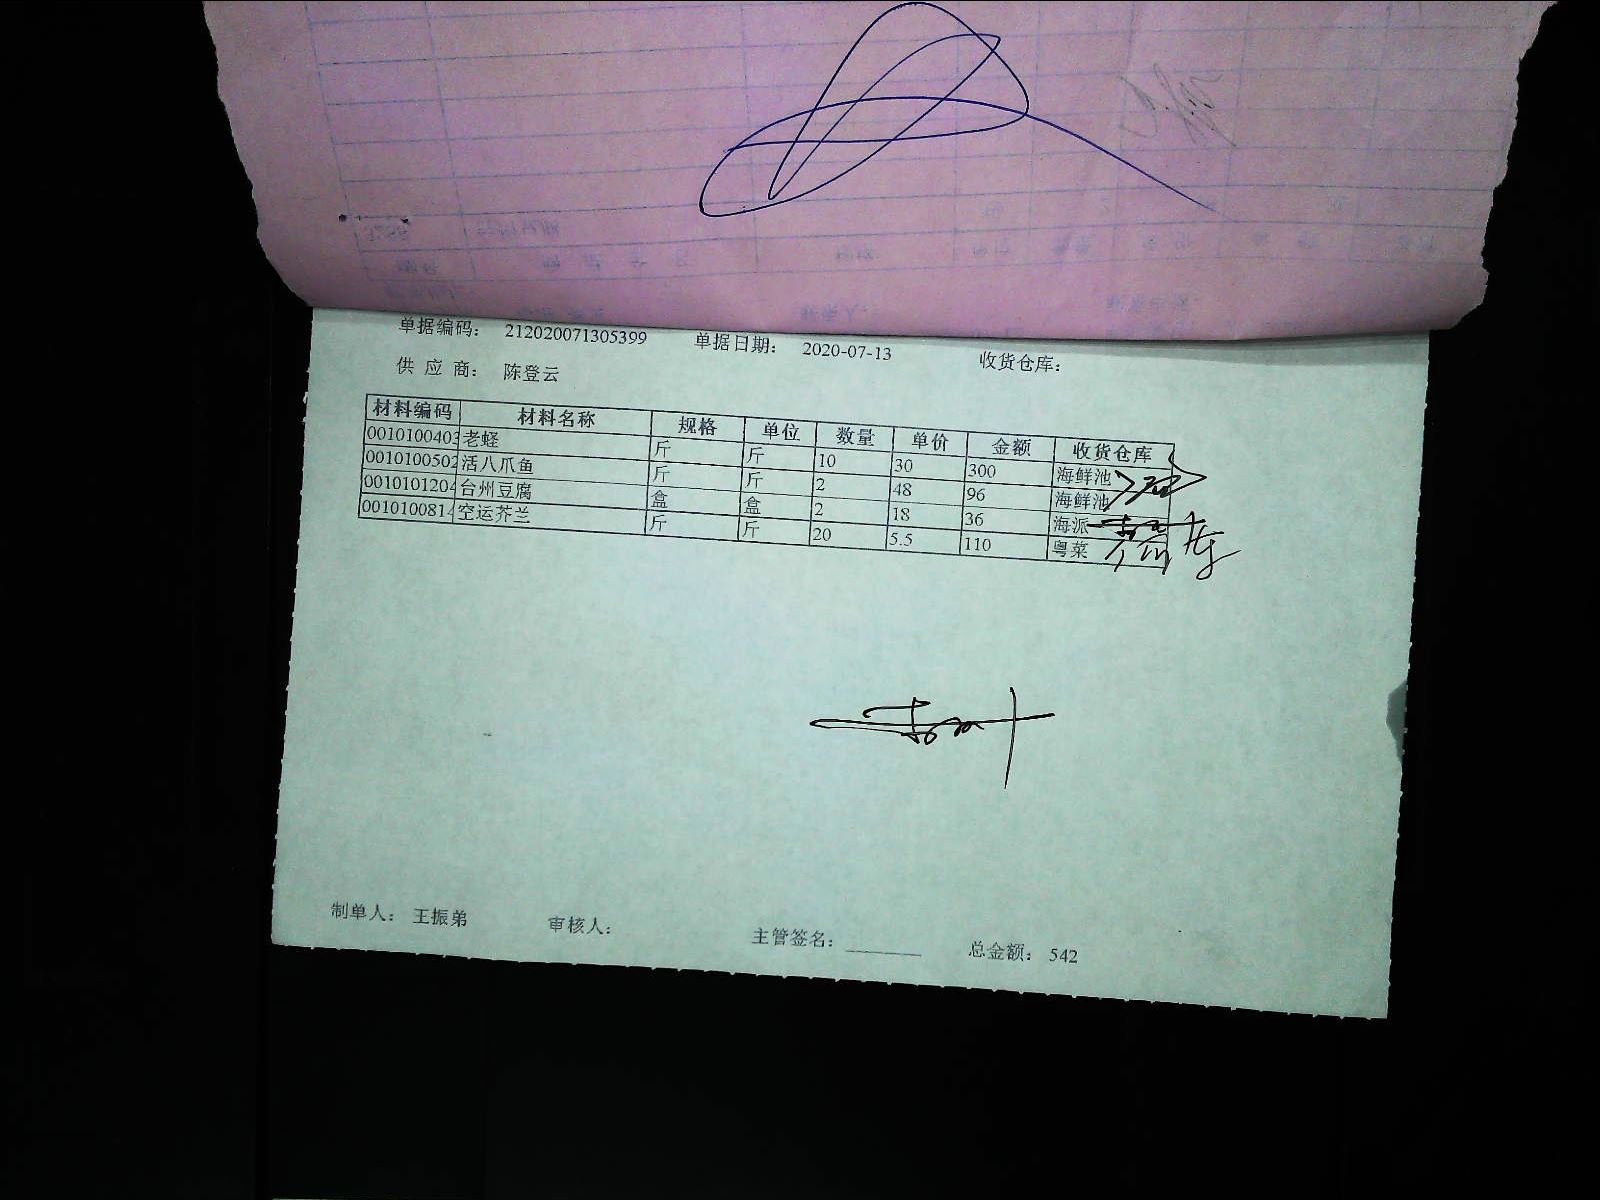 单据编码： 212020071305399 单据日期： 2020-07-13 收货仓库：
供 应 商： 陈登云
材料编码 材料名称 规格 单位 数量 单价 金额 收货仓库
0010100403 老蛏 斤 斤 10 30 300 海鲜池
0010100502 活八爪鱼 斤 斤 2 48 96 海鲜池
0010101204 台州豆腐 盒 盒 2 18 36 海派
0010100814 空运芥兰 斤 斤 20 5.5 110 粤菜
制单人： 王振弟 审核人： 主管签名： 总金额： 542